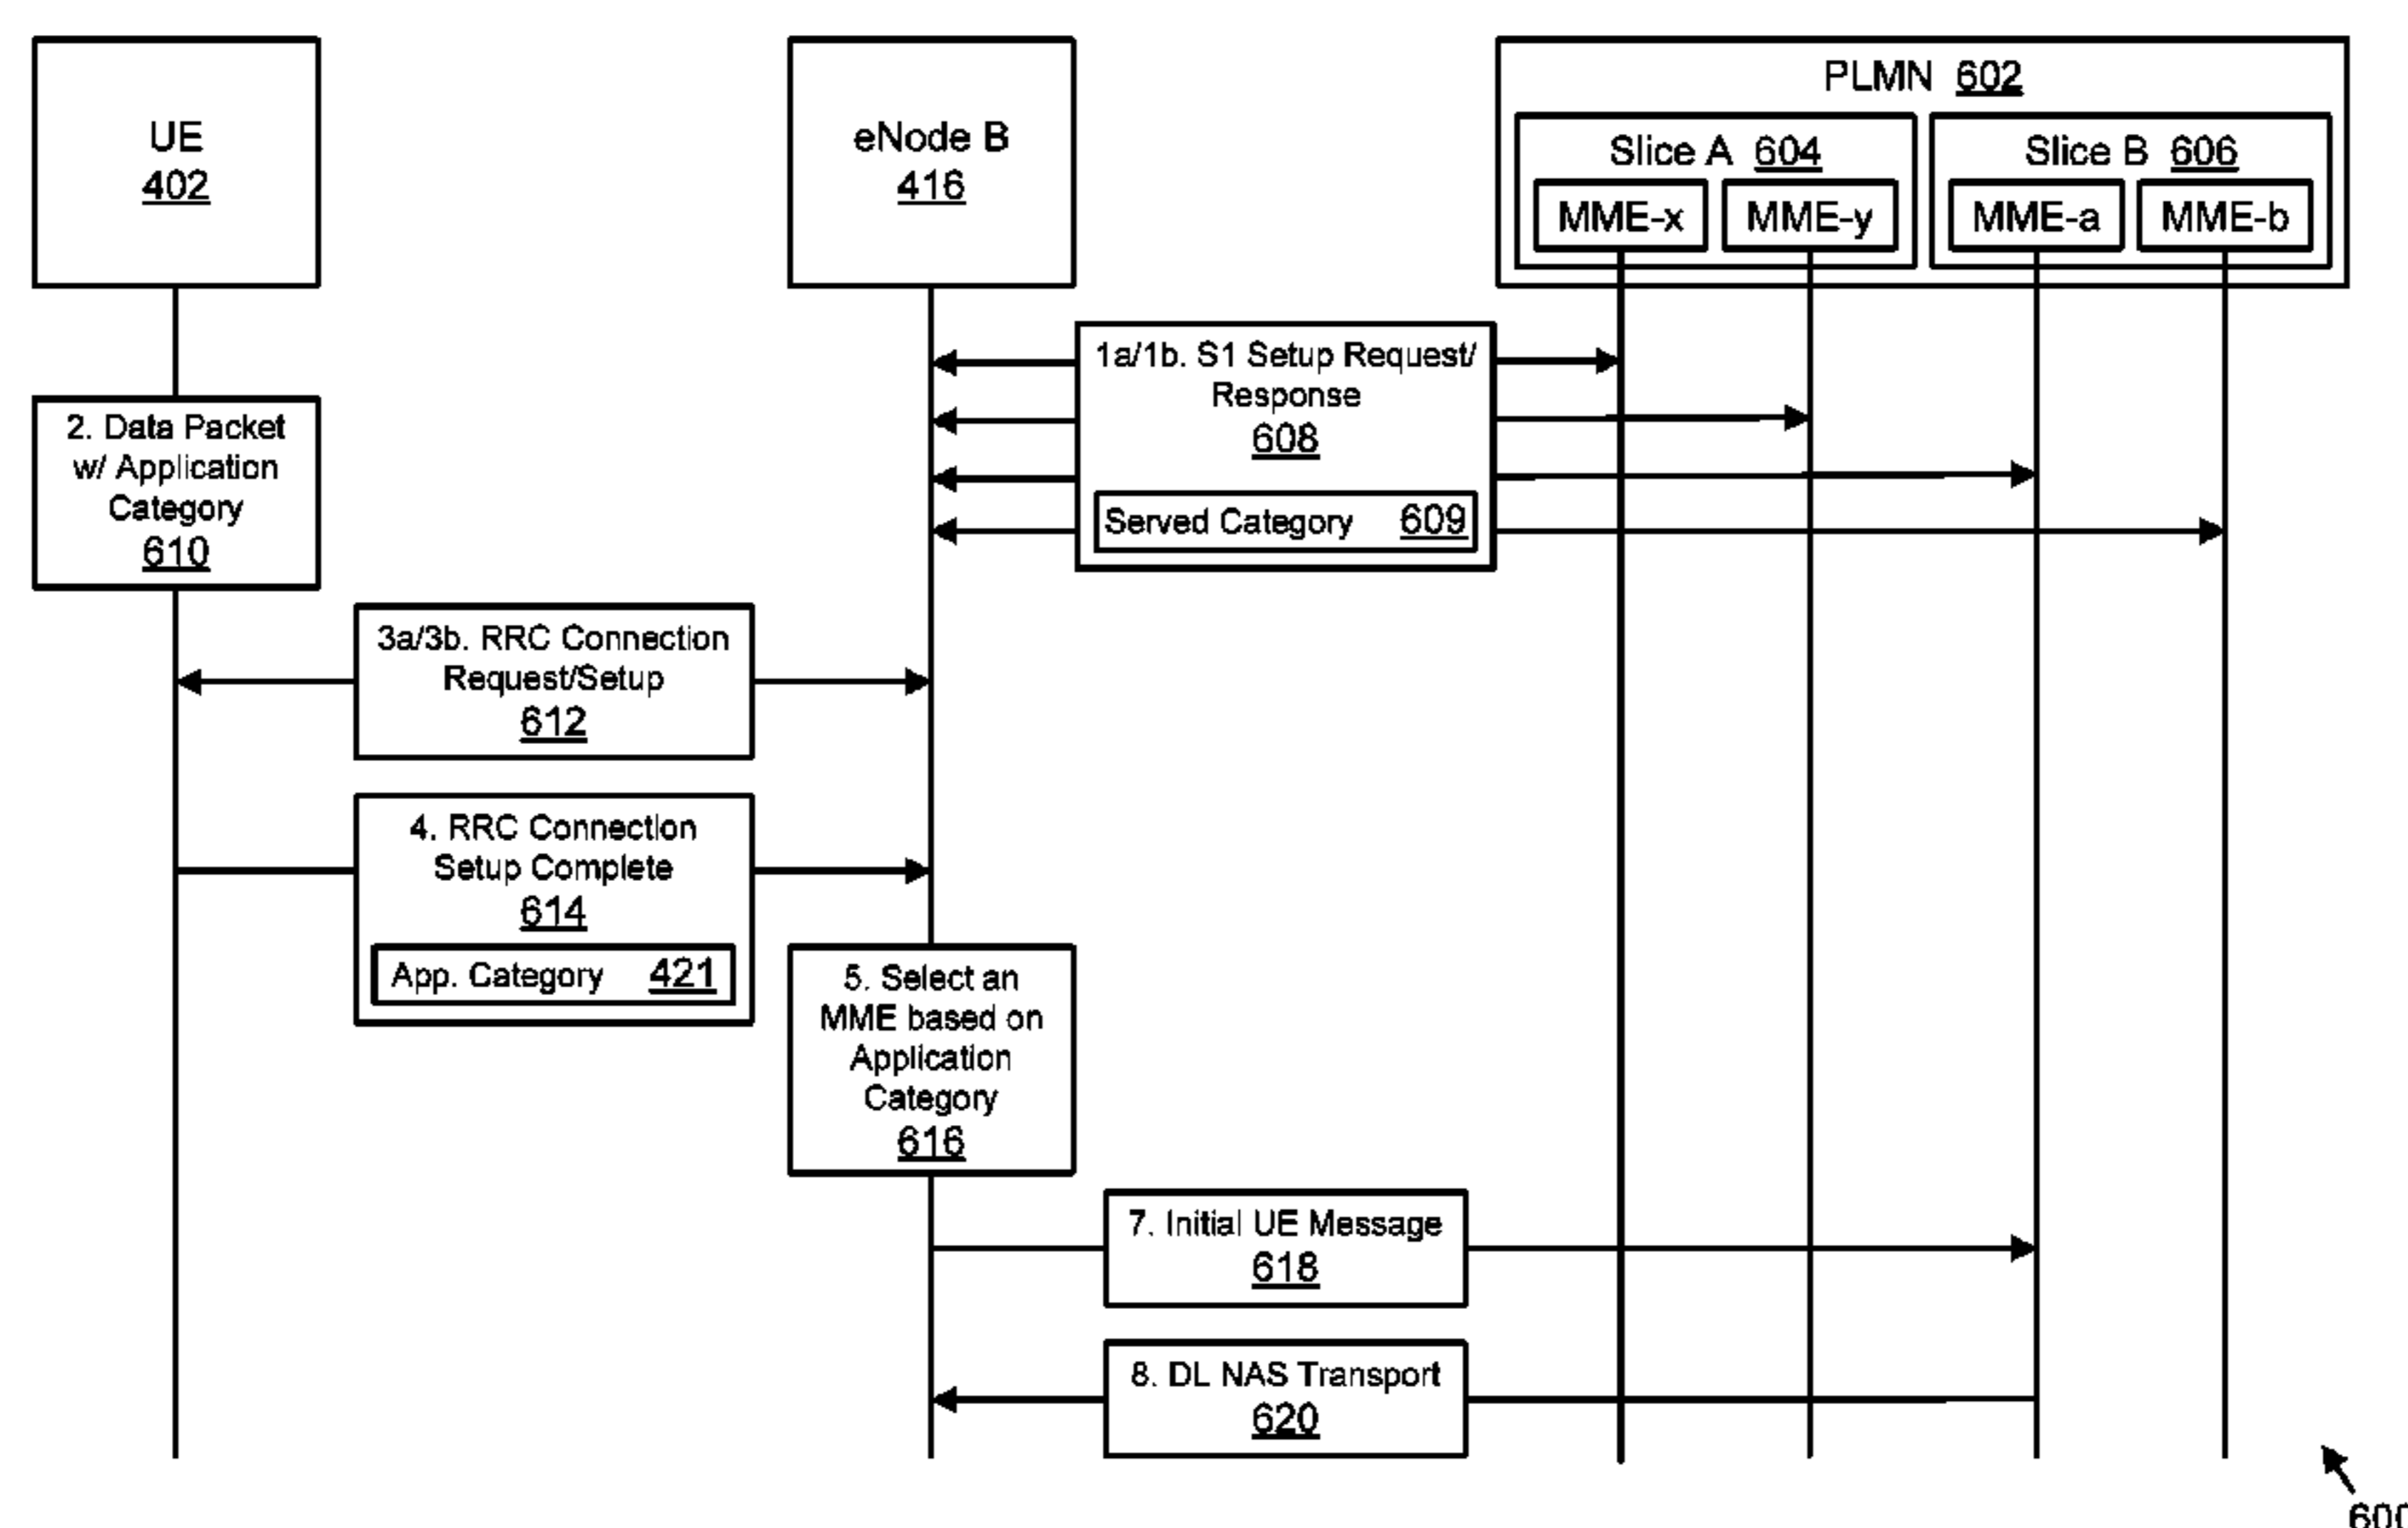 UE
402
eNode B
416
PLMN 602
Slice A 604
Slice B 606
MME-x
MME-y
MME-a
MME-b
1a/1b. S1 Setup Request/
Response
608
Served Category 609
2. Data Packet
w/ Application
Category
610
3a/3b. RRC Connection
Request/Setup
612
4. RRC Connection
Setup Complete
614
App. Category 421
5. Select an
MME based on
Application
Category
616
7. Initial UE Message
618
8. DL NAS Transport
620
600